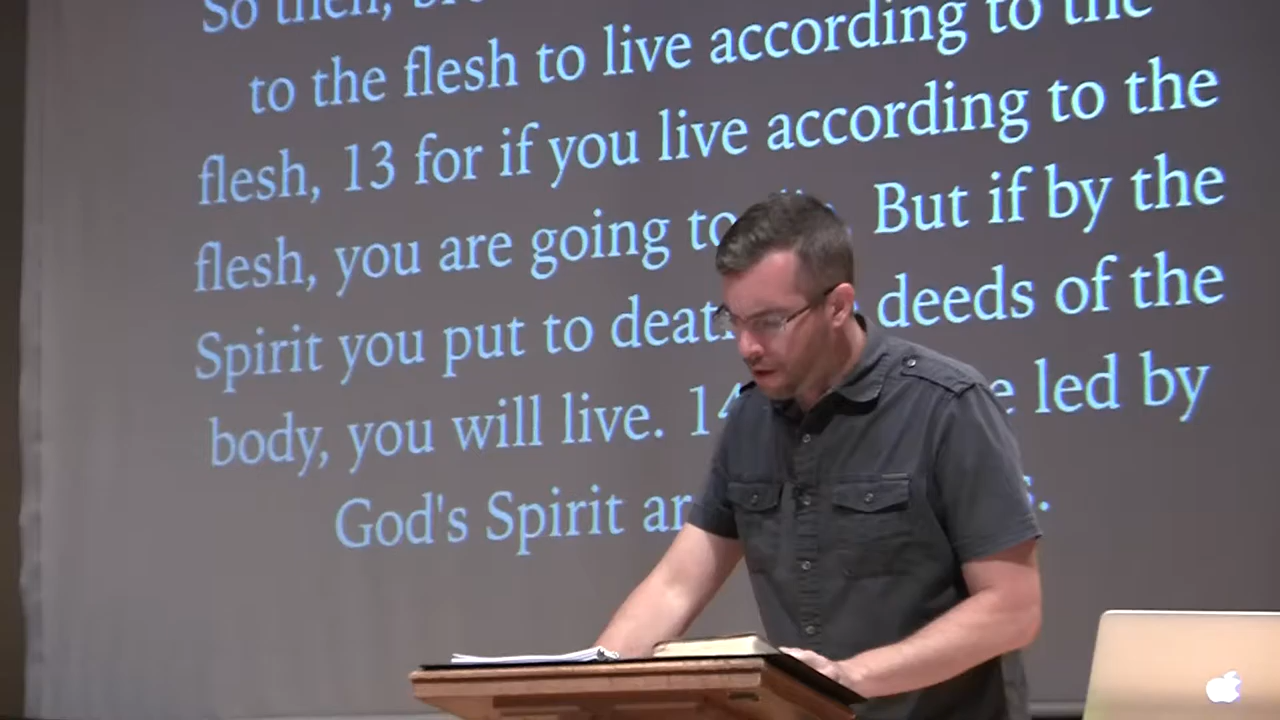 So then,
to the flesh to live according to the
flesh, 13 for if you live according to the
flesh, you are going to But if by the
Spirit you put to death deeds of the
body, you will live. 14 led by
God's Spirit